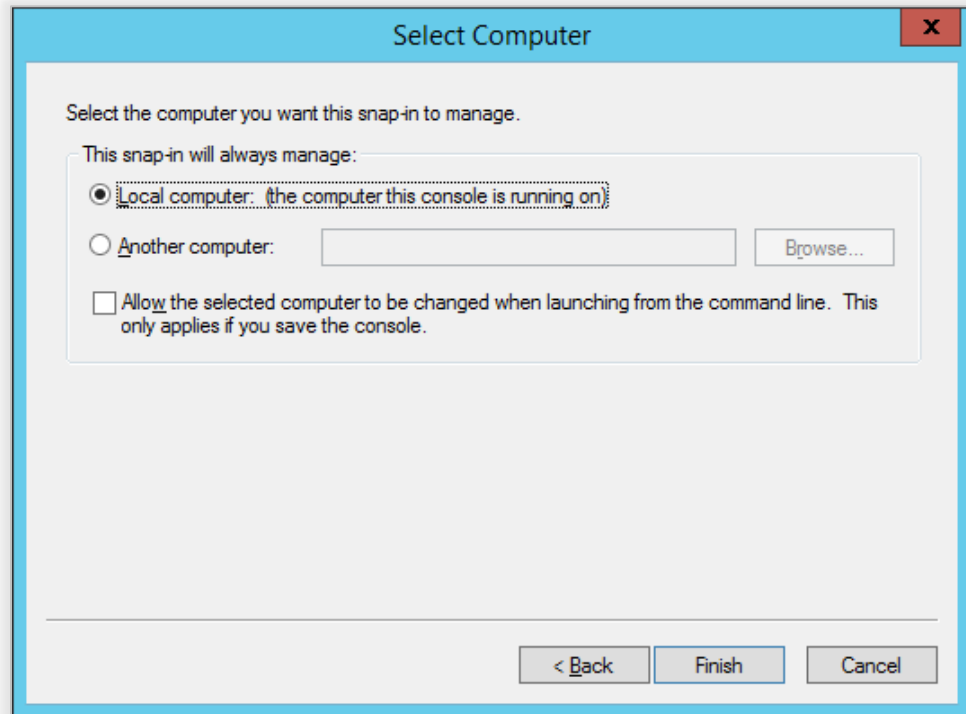 Select Computer
x
Select the computer you want this snap-in to manage.
This snap-in will always manage:
Local computer:  (the computer this console is running on)
Another computer:
Browse...
Allow the selected computer to be changed when launching from the command line.  This
only applies if you save the console.
< Back
Finish
Cancel